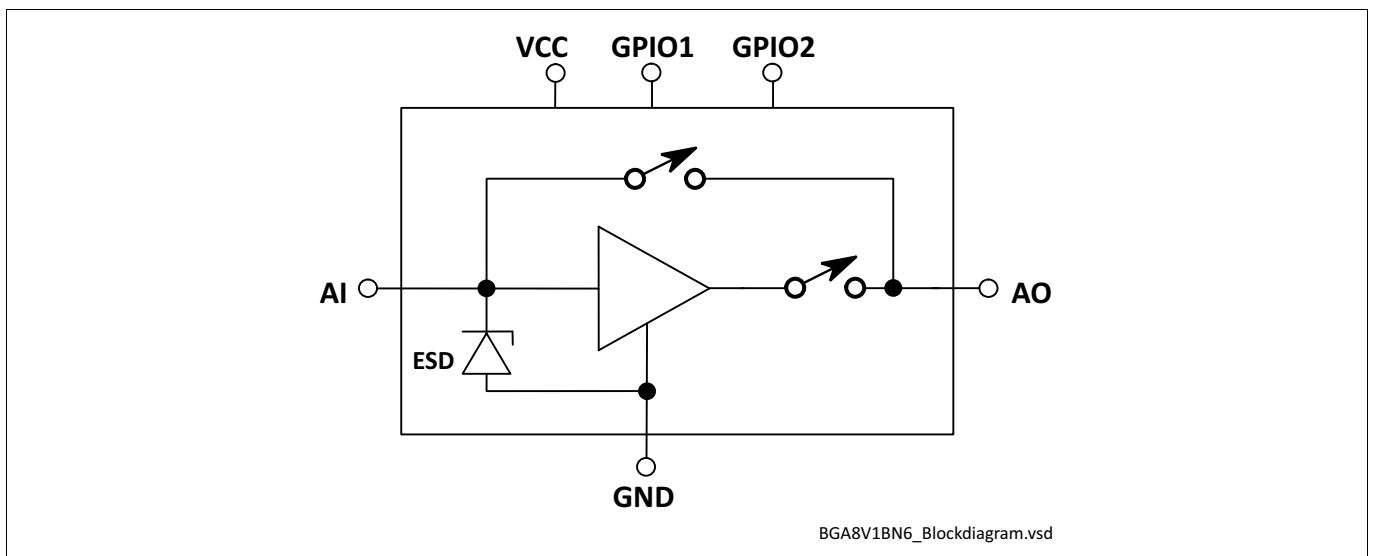 VCC GPIO1 GPIO2
AI
AO
ESD
GND
BGA8V1BN6_Blockdiagram.vsd